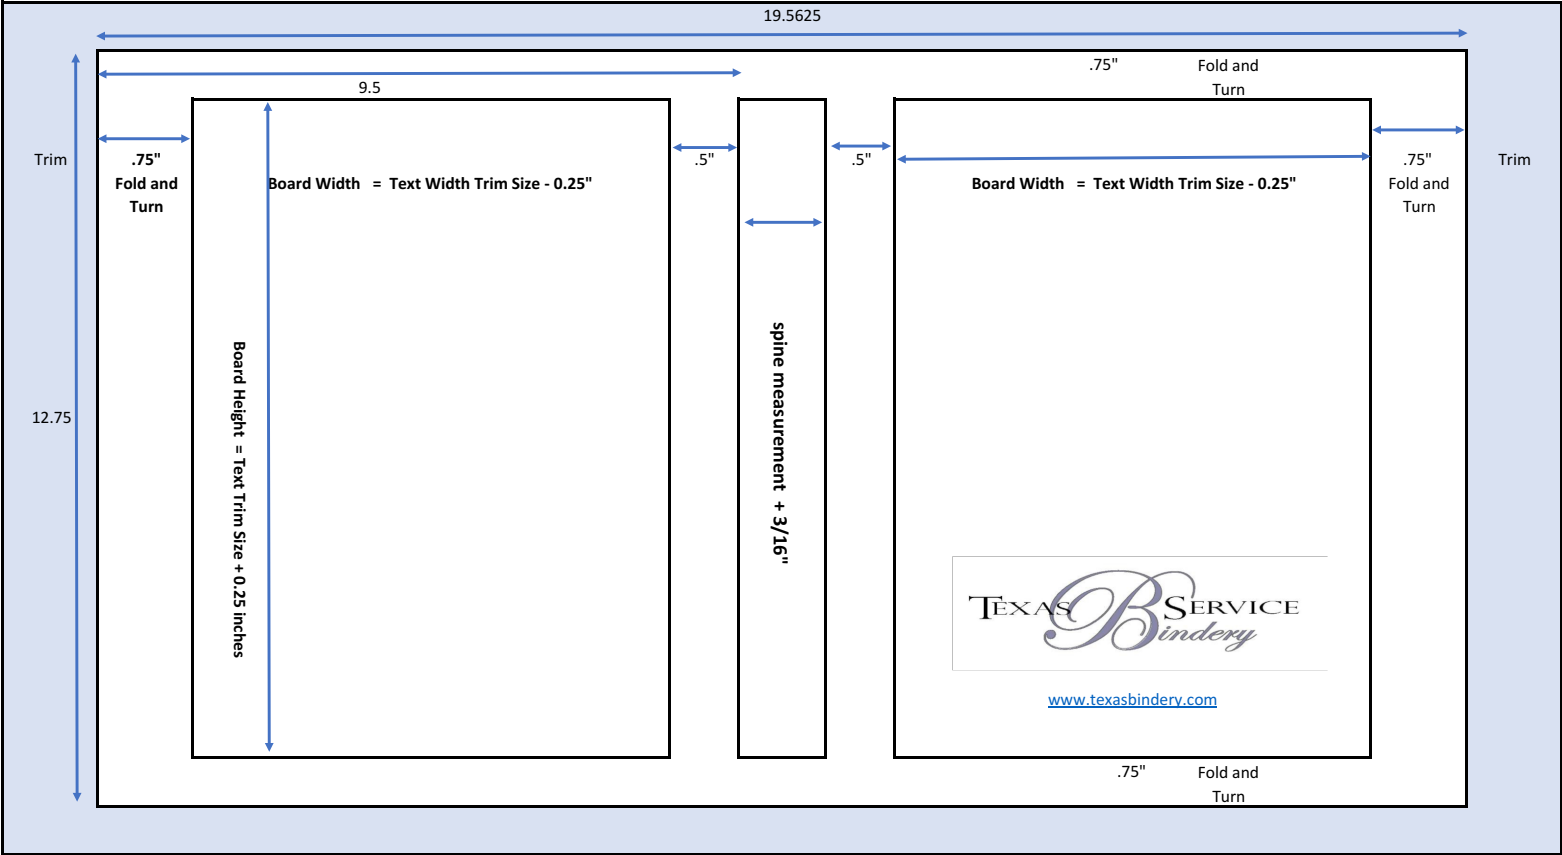 19.5625
.75"
Fold and
Turn
9.5
Trim
.75"
Fold and
Turn
.5"
.5"
.75"
Fold and
Turn
Trim
Board Width = Text Width Trim Size - 0.25"
Board Width = Text Width Trim Size - 0.25"
Board Height = Text Trim Size + 0.25 inches
spine measurement + 3/16"
12.75
TEXAS B SERVICE
indery
www.texasbindery.com
.75"
Fold and
Turn